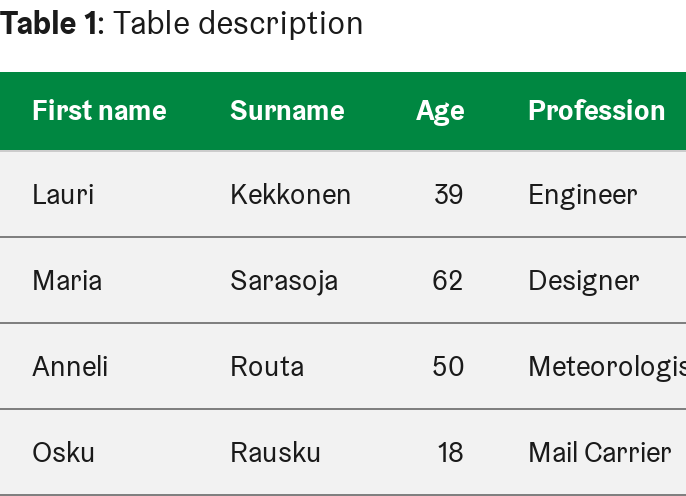 Table 1: Table description
First name Surname Age Profession
Lauri Kekkonen 39 Engineer
Maria Sarasoja 62 Designer
Anneli Routa 50 Meteorologis
Osku Rausku 18 Mail Carrier